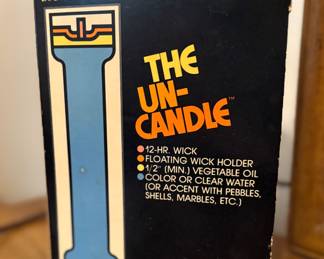 THE
UN-
CANDLE™
12-HR. WICK
FLOATING WICK HOLDER
1/2" (MIN.) VEGETABLE OIL
COLOR OR CLEAR WATER
(OR ACCENT WITH PEBBLES,
SHELLS, MARBLES, ETC.)